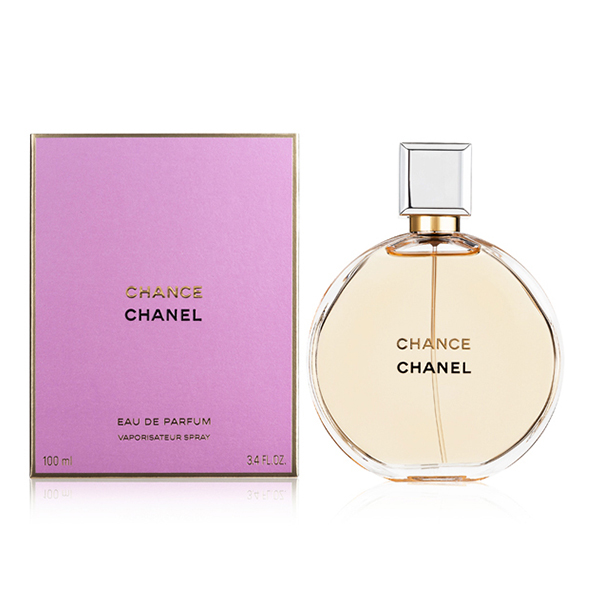 CHANCE
CHANEL
EAU DE PARFUM
VAPORISATEUR SPRAY
100 ml 3.4 FL.OZ.
CHANCE
CHANEL